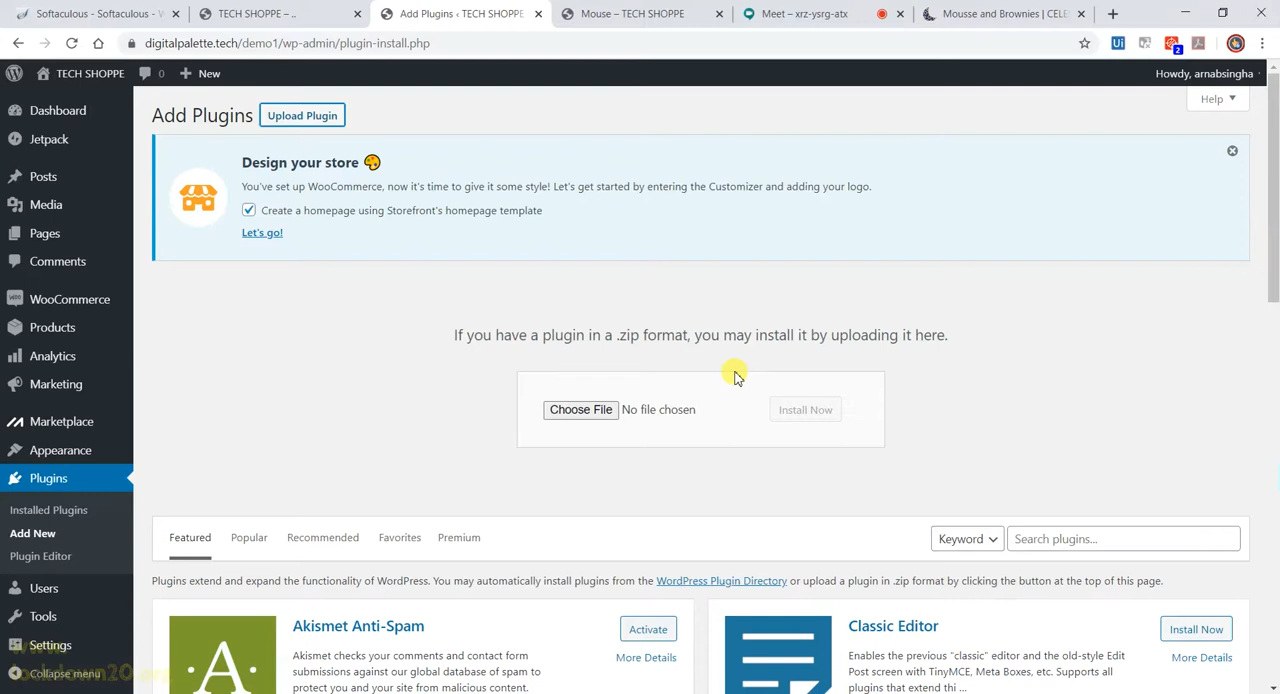 Softaculous - Softaculous - W
TECH SHOPPE – ..
Add Plugins ‹ TECH SHOPPE
Mouse – TECH SHOPPE
Meet – xrz-ysrg-atx
Mousse and Brownies | CELE
digitalpalette.tech/demo1/wp-admin/plugin-install.php
Ui
2
TECH SHOPPE
0
New
Howdy, arnabsingha
Dashboard
Jetpack
Posts
Media
Pages
Comments
WooCommerce
Products
Analytics
Marketing
Marketplace
Appearance
Plugins
Installed Plugins
Add New
Plugin Editor
Users
Tools
Settings
Collapse menu
www.
lockdown20.org
Help
Add Plugins
Upload Plugin
Design your store
You've set up WooCommerce, now it's time to give it some style! Let's get started by entering the Customizer and adding your logo.
Create a homepage using Storefront's homepage template
Let's go!
If you have a plugin in a .zip format, you may install it by uploading it here.
Choose File No file chosen
Install Now
Featured
Popular
Recommended
Favorites
Premium
Keyword
Search plugins...
Plugins extend and expand the functionality of WordPress. You may automatically install plugins from the WordPress Plugin Directory or upload a plugin in .zip format by clicking the button at the top of this page.
A
Akismet Anti-Spam
Activate
More Details
Akismet checks your comments and contact form
submissions against our global database of spam to
protect you and your site from malicious content.
Classic Editor
Install Now
More Details
Enables the previous "classic" editor and the old-style Edit
Post screen with TinyMCE, Meta Boxes, etc. Supports all
plugins that extend thi ...